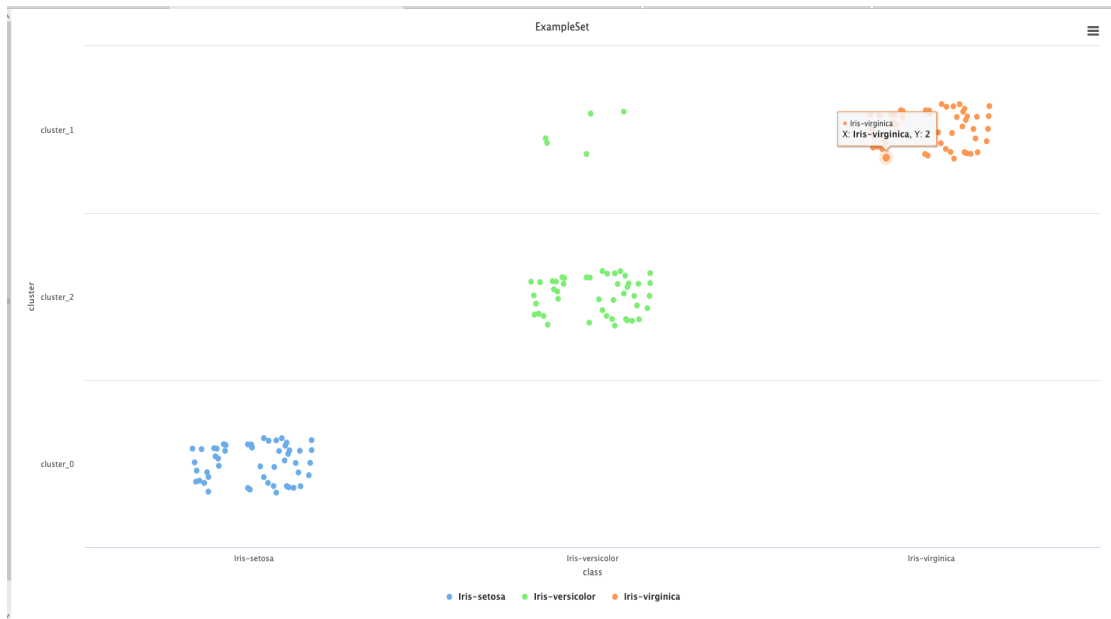 ExampleSet
cluster_1
Iris-virginica
X: Iris-virginica, Y: 2
cluster
cluster_2
cluster_0
Iris-setosa
Iris-versicolor
Iris-virginica
class
Iris-setosa
Iris-versicolor
Iris-virginica